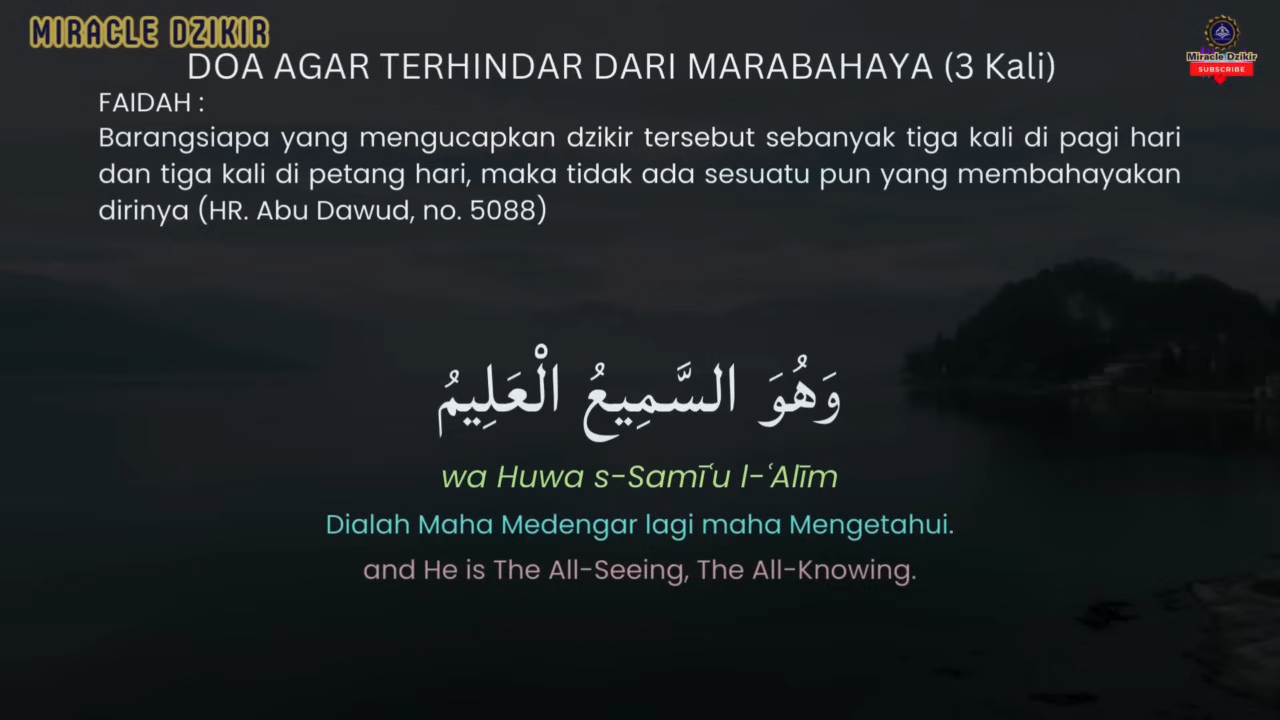 MIRACLE DZIKIR
Miracle Dzikir
SUBSCRIBE
DOA AGAR TERHINDAR DARI MARABAHAYA (3 Kali)
FAIDAH :
Barangsiapa yang mengucapkan dzikir tersebut sebanyak tiga kali di pagi hari
dan tiga kali di petang hari, maka tidak ada sesuatu pun yang membahayakan
dirinya (HR. Abu Dawud, no. 5088)
وَهُوَ السَّمِيعُ الْعَلِيمُ
wa Huwa s-Samīʿu l-ʿAlīm
Dialah Maha Medengar lagi maha Mengetahui.
and He is The All-Seeing, The All-Knowing.